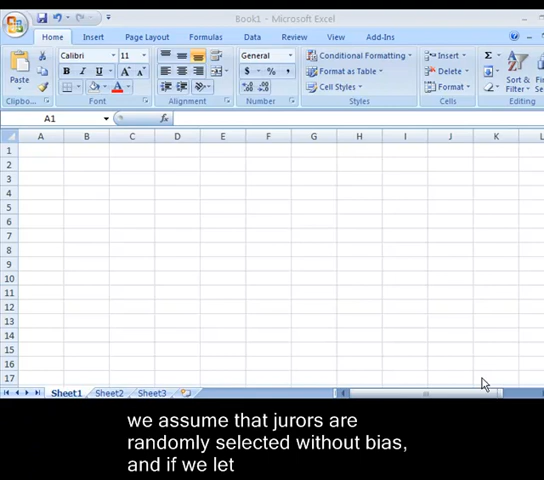 Book1 - Microsoft Excel
Home Insert Page Layout Formulas Data Review View Add-Ins
Calibri 11 General Conditional Formatting Insert
Paste B I U A $ % , Format as Table Delete Sort & Filter
Cell Styles Format
Clipbo... Font Alignment Number Styles Cells Editing
A1 fx
A B C D E F G H I J K L
1
2
3
4
5
6
7
8
9
10
11
12
13
14
15
16
17
Sheet1 Sheet2 Sheet3
we assume that jurors are
randomly selected without bias,
and if we let